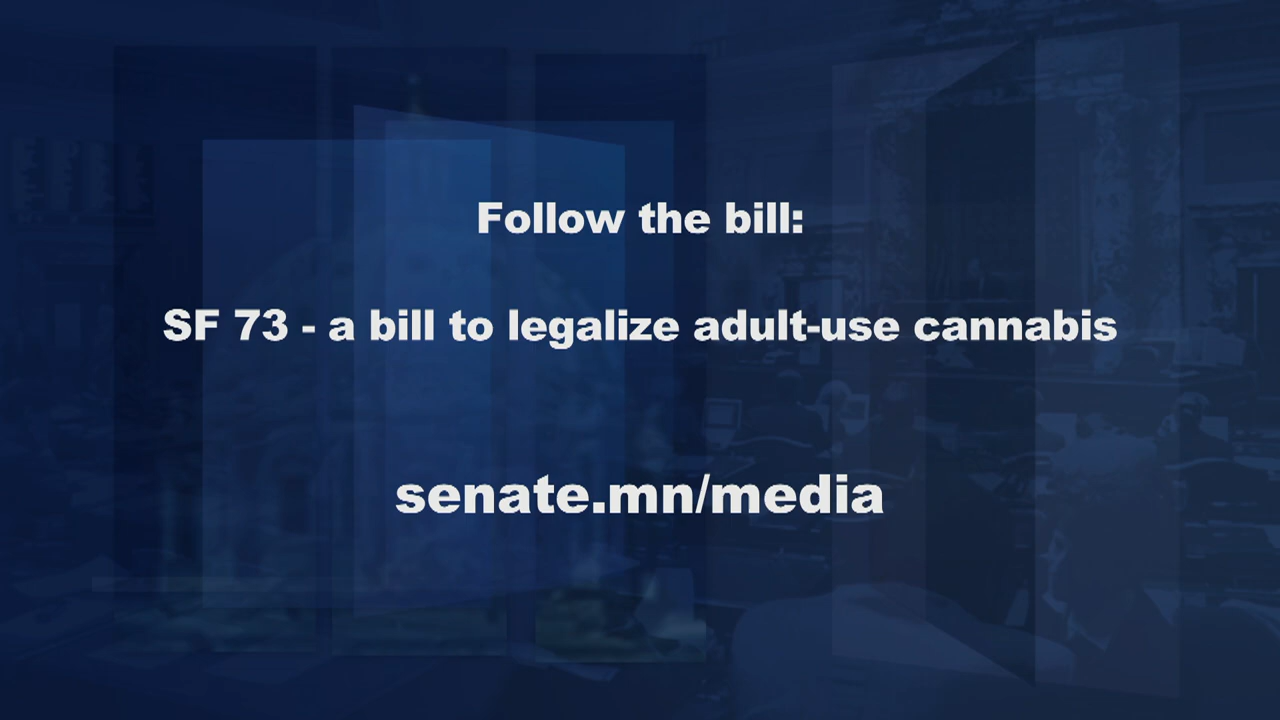 Follow the bill:
SF 73 - a bill to legalize adult-use cannabis
senate.mn/media